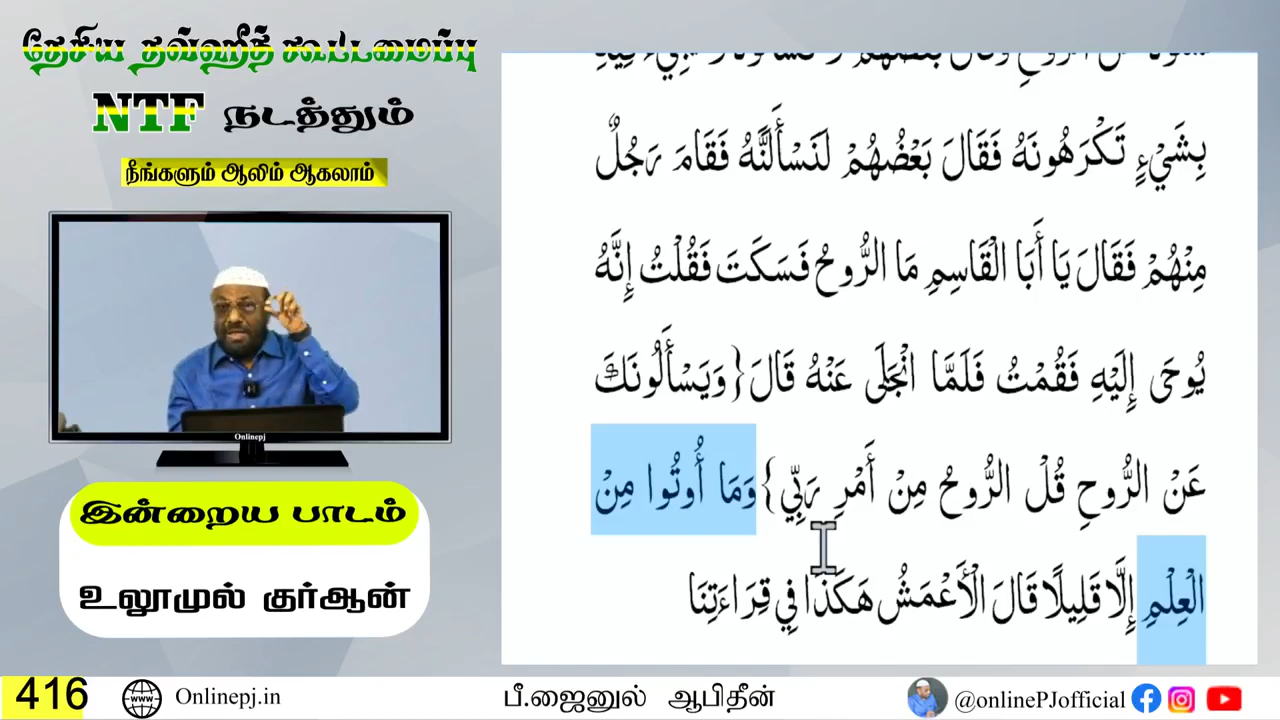 தேசிய தவ்ஹீத் கூட்டமைப்பு
NTF நடத்தும்
நீங்களும் ஆலிம் ஆகலாம்
Onlinepj
இன்றைய பாடம்
உலூமுல் குர்ஆன்
بِشَيْءٍ تَكْرَهُونَهُ فَقَالَ بَعْضُهُمْ لَنَسْأَلَنَّهُ فَقَامَ رَجُلٌ
مِنْهُمْ فَقَالَ يَا أَبَا الْقَاسِمِ مَا الرُّوحُ فَسَكَتَ فَقُلْتُ إِنَّهُ
يُوحَى إِلَيْهِ فَقُمْتُ فَلَمَّا انْجَلَى عَنْهُ قَالَ {وَيَسْأَلُونَكَ
عَنْ الرُّوحِ قُلْ الرُّوحُ مِنْ أَمْرِ رَبِّي} وَمَا أُوتُوا مِنْ
الْعِلْمِ إِلَّا قَلِيلًا قَالَ الْأَعْمَشُ هَكَذَا فِي قِرَاءَتِنَا
416 www Onlinepj.in பீ.ஜைனுல் ஆபிதீன் @onlinePJofficial